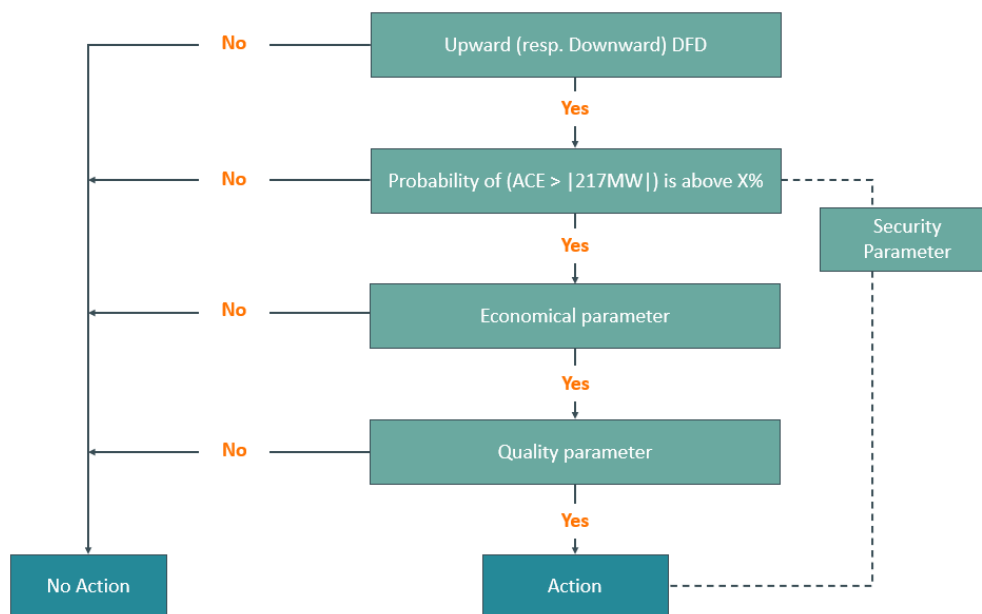 No
Upward (resp. Downward) DFD
Yes
No
Probability of (ACE > |217MW|) is above X%
Security
Parameter
Yes
No
Economical parameter
Yes
No
Quality parameter
Yes
No Action
Action